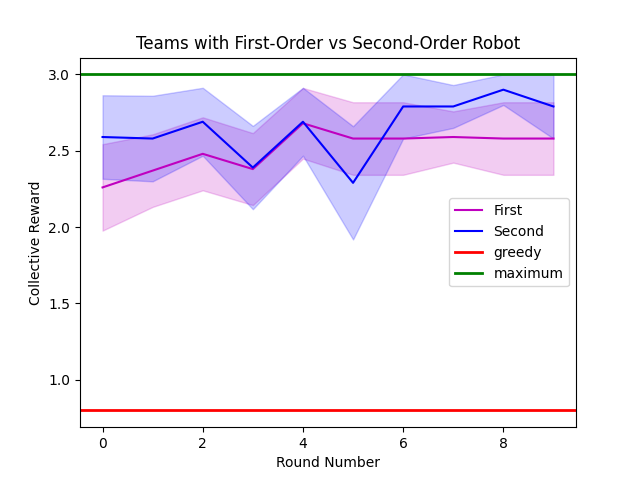 Teams with First-Order vs Second-Order Robot
3.0
2.5
2.0
1.5
1.0
Collective Reward
First
Second
greedy
maximum
0 2 4 6 8
Round Number